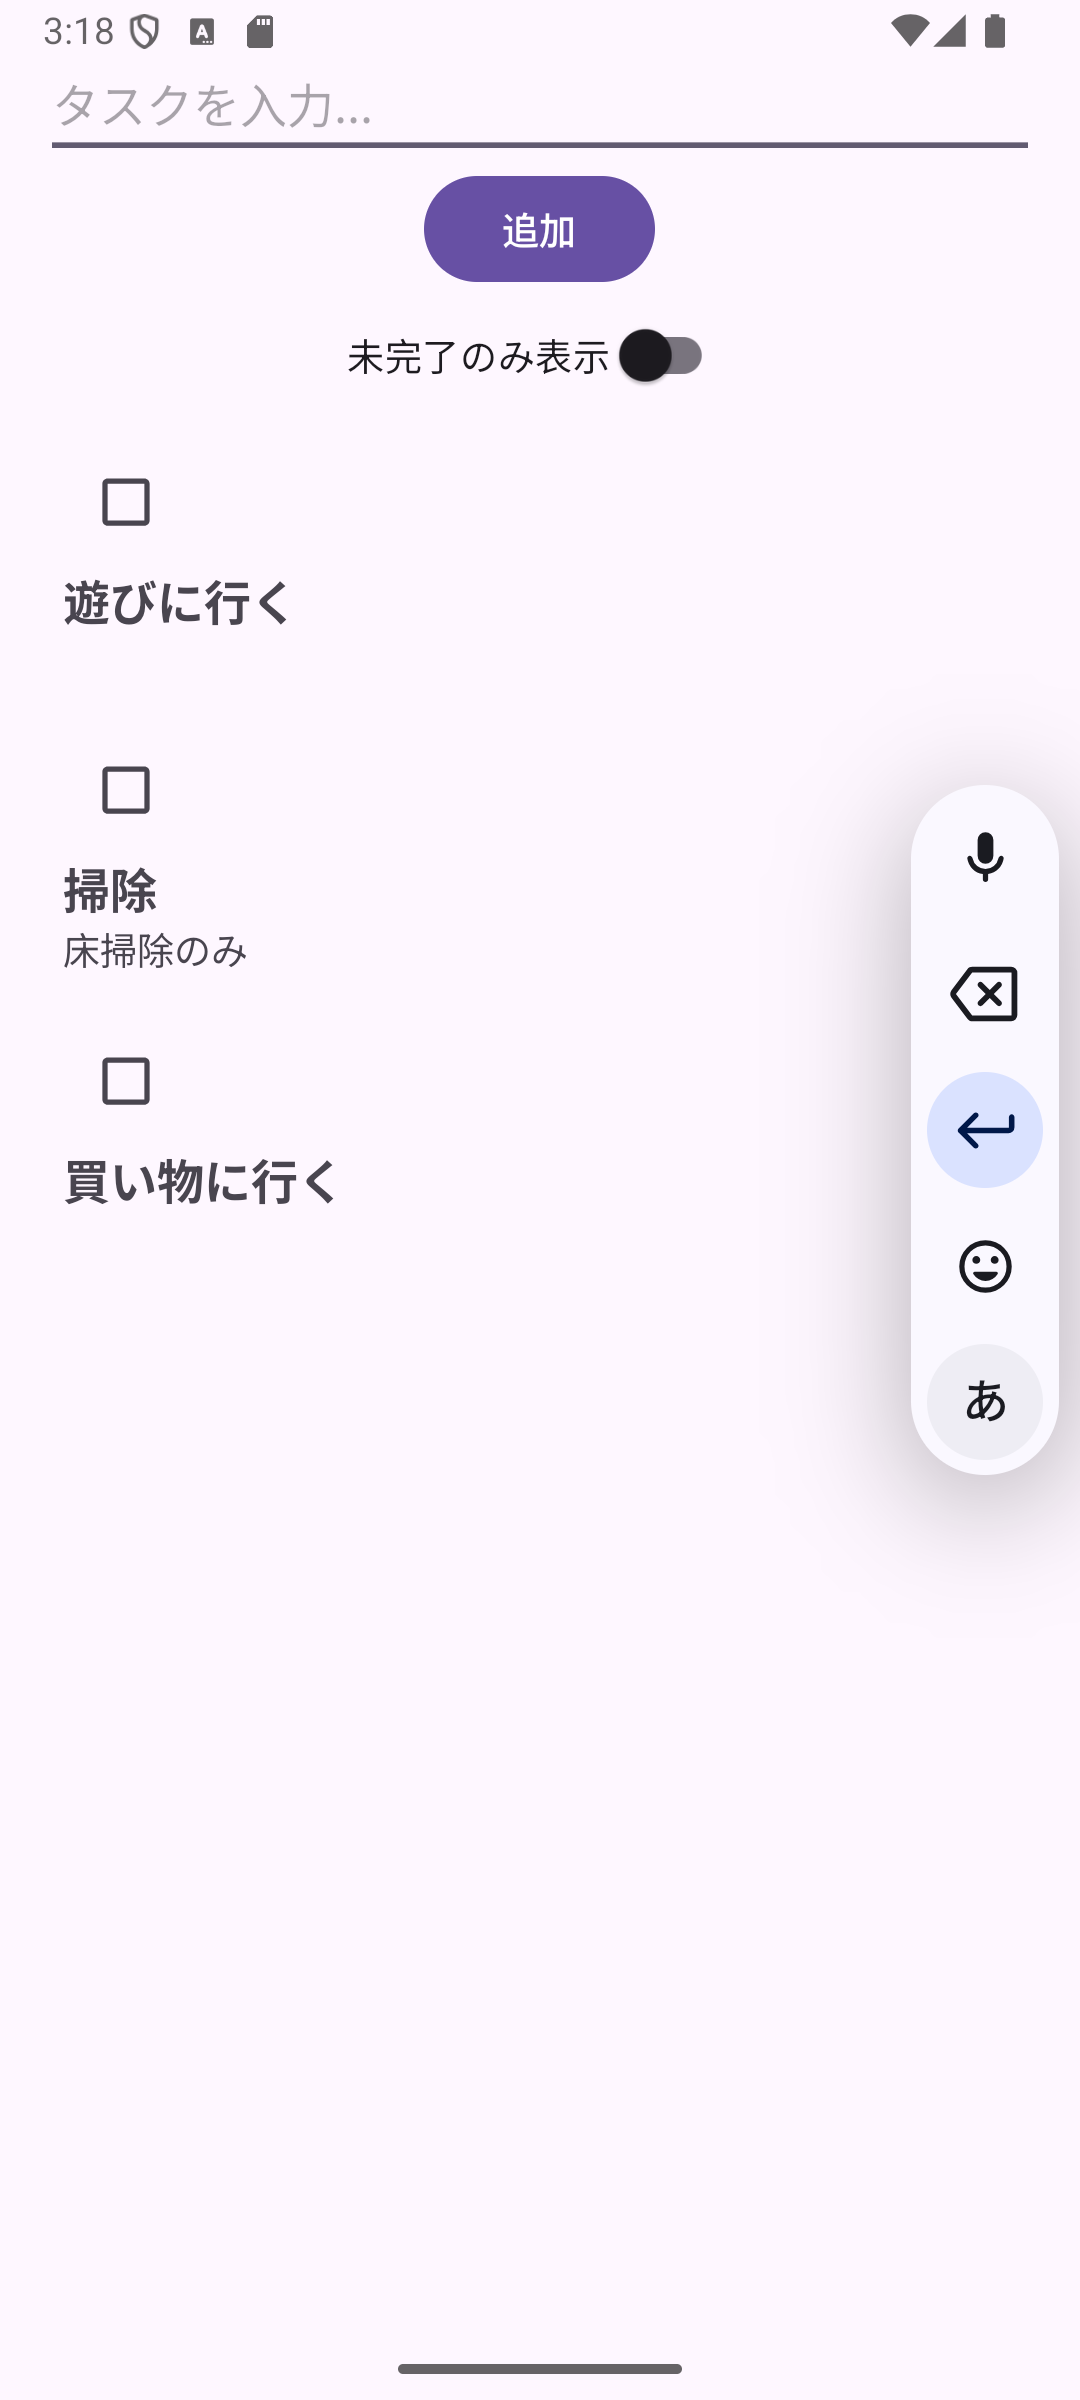 3:18
タスクを入力...
追加
未完了のみ表示
遊びに行く
掃除
床掃除のみ
買い物に行く
あ